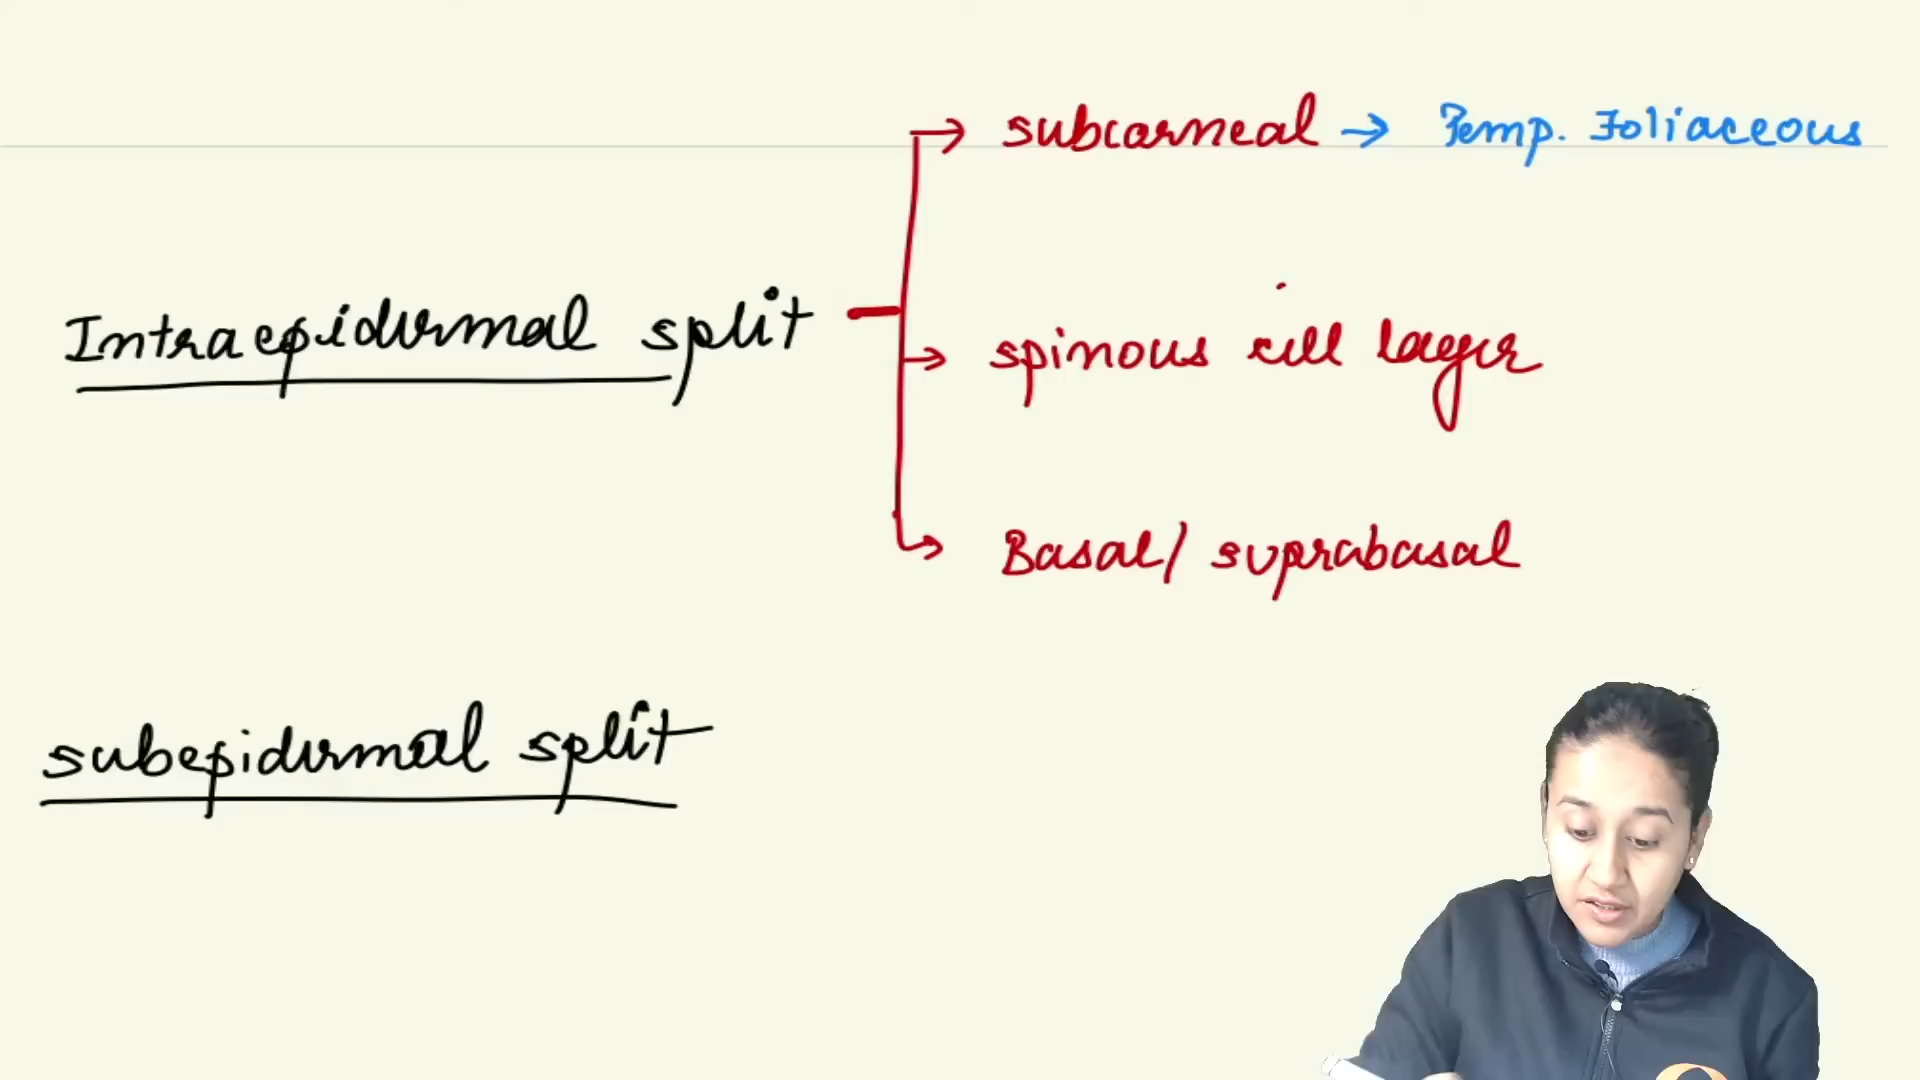 subcorneal → Pemp. Foliaceous
Intraepidermal split
spinous cell layer
Basal/ suprabasal
subepidermal split